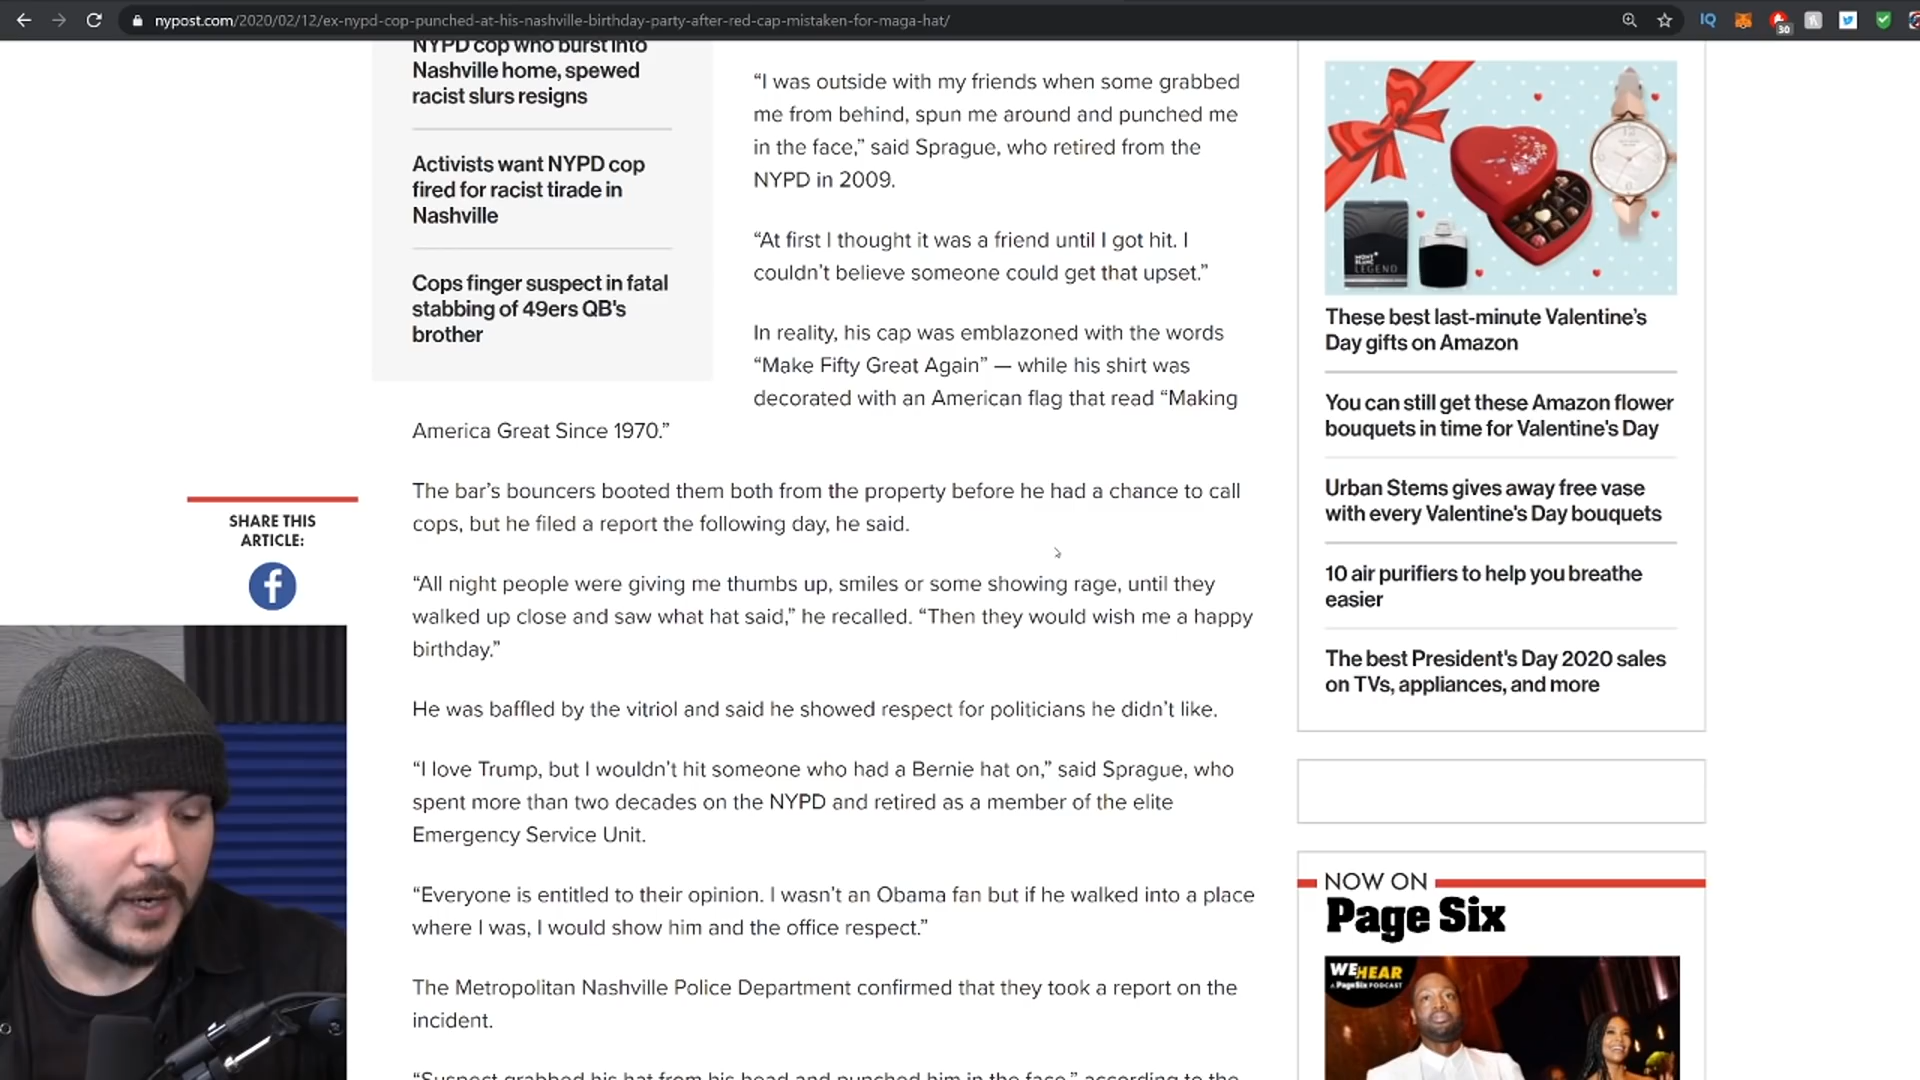 nypost.com/2020/02/12/ex-nypd-cop-punched-at-his-nashville-birthday-party-after-red-cap-mistaken-for-maga-hat/
IQ
30
NYPD cop who burst into
Nashville home, spewed
racist slurs resigns
Activists want NYPD cop
fired for racist tirade in
Nashville
Cops finger suspect in fatal
stabbing of 49ers QB's
brother
“I was outside with my friends when some grabbed
me from behind, spun me around and punched me
in the face,” said Sprague, who retired from the
NYPD in 2009.
“At first I thought it was a friend until I got hit. I
couldn’t believe someone could get that upset.”
In reality, his cap was emblazoned with the words
“Make Fifty Great Again” — while his shirt was
decorated with an American flag that read “Making
America Great Since 1970.”
The bar’s bouncers booted them both from the property before he had a chance to call
cops, but he filed a report the following day, he said.
“All night people were giving me thumbs up, smiles or some showing rage, until they
walked up close and saw what hat said,” he recalled. “Then they would wish me a happy
birthday.”
He was baffled by the vitriol and said he showed respect for politicians he didn’t like.
“I love Trump, but I wouldn’t hit someone who had a Bernie hat on,” said Sprague, who
spent more than two decades on the NYPD and retired as a member of the elite
Emergency Service Unit.
“Everyone is entitled to their opinion. I wasn’t an Obama fan but if he walked into a place
where I was, I would show him and the office respect.”
The Metropolitan Nashville Police Department confirmed that they took a report on the
incident.
“Suspect grabbed his hat from his head and punched him in the face,” according to the
SHARE THIS
ARTICLE:
MONT
BLANC
LEGEND
These best last-minute Valentine’s
Day gifts on Amazon
You can still get these Amazon flower
bouquets in time for Valentine's Day
Urban Stems gives away free vase
with every Valentine's Day bouquets
10 air purifiers to help you breathe
easier
The best President's Day 2020 sales
on TVs, appliances, and more
NOW ON
Page Six
WE HEAR
A PageSix PODCAST